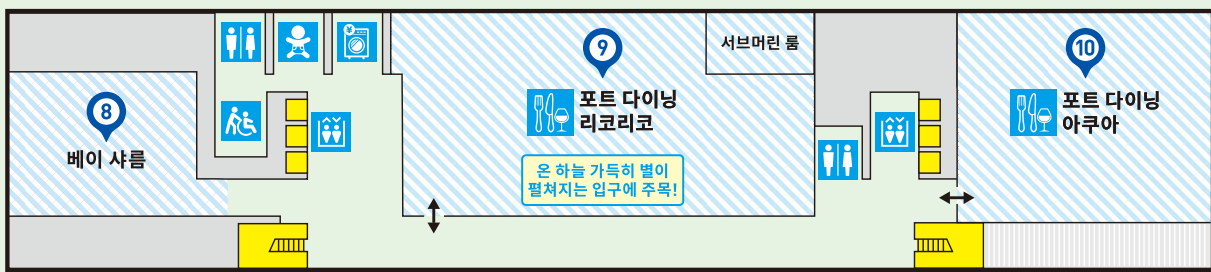 8
베이 샤름
¥
9
포트 다이닝
리코리코
온 하늘 가득히 별이
펼쳐지는 입구에 주목!
서브머린 룸
10
포트 다이닝
아쿠아